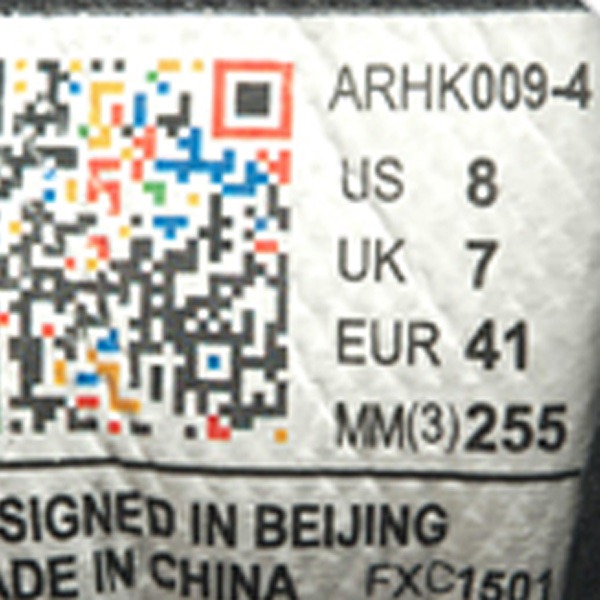 ARHK009-4
US 8
UK 7
EUR 41
MM(3) 255
SIGNED IN BEIJING
ADE IN CHINA FXC1501